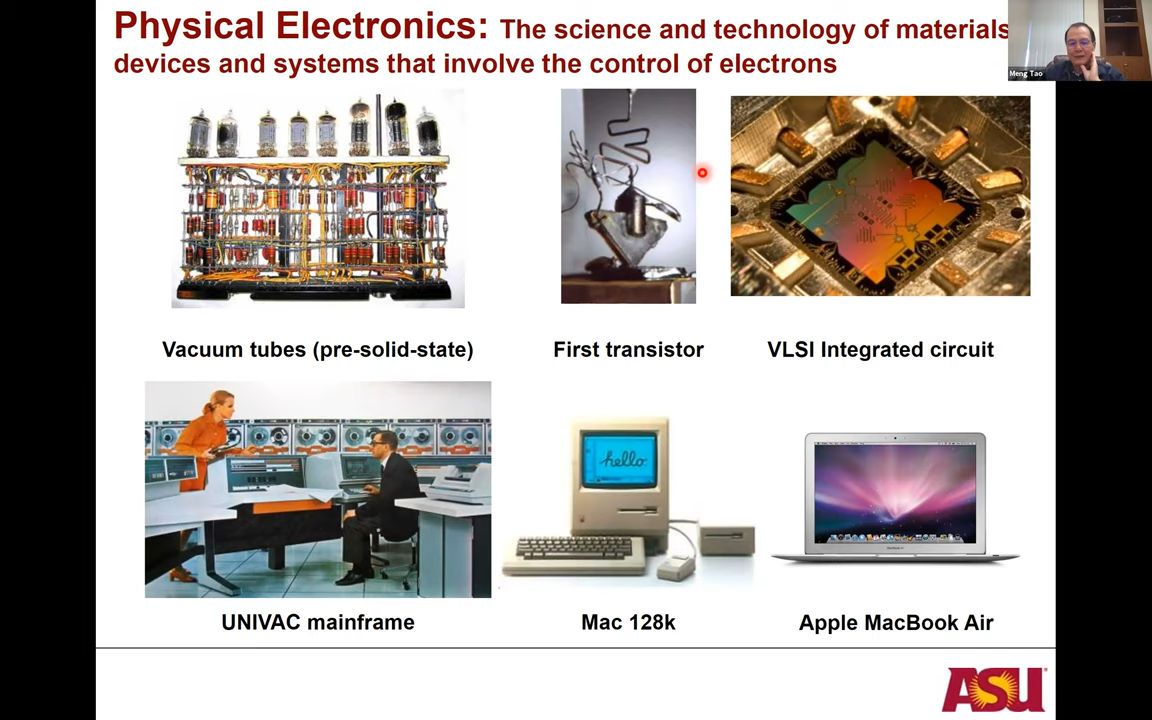 Physical Electronics: The science and technology of materials
devices and systems that involve the control of electrons
Meng Tao
Vacuum tubes (pre-solid-state)
First transistor
VLSI Integrated circuit
hello
UNIVAC mainframe
Mac 128k
Apple MacBook Air
ASU